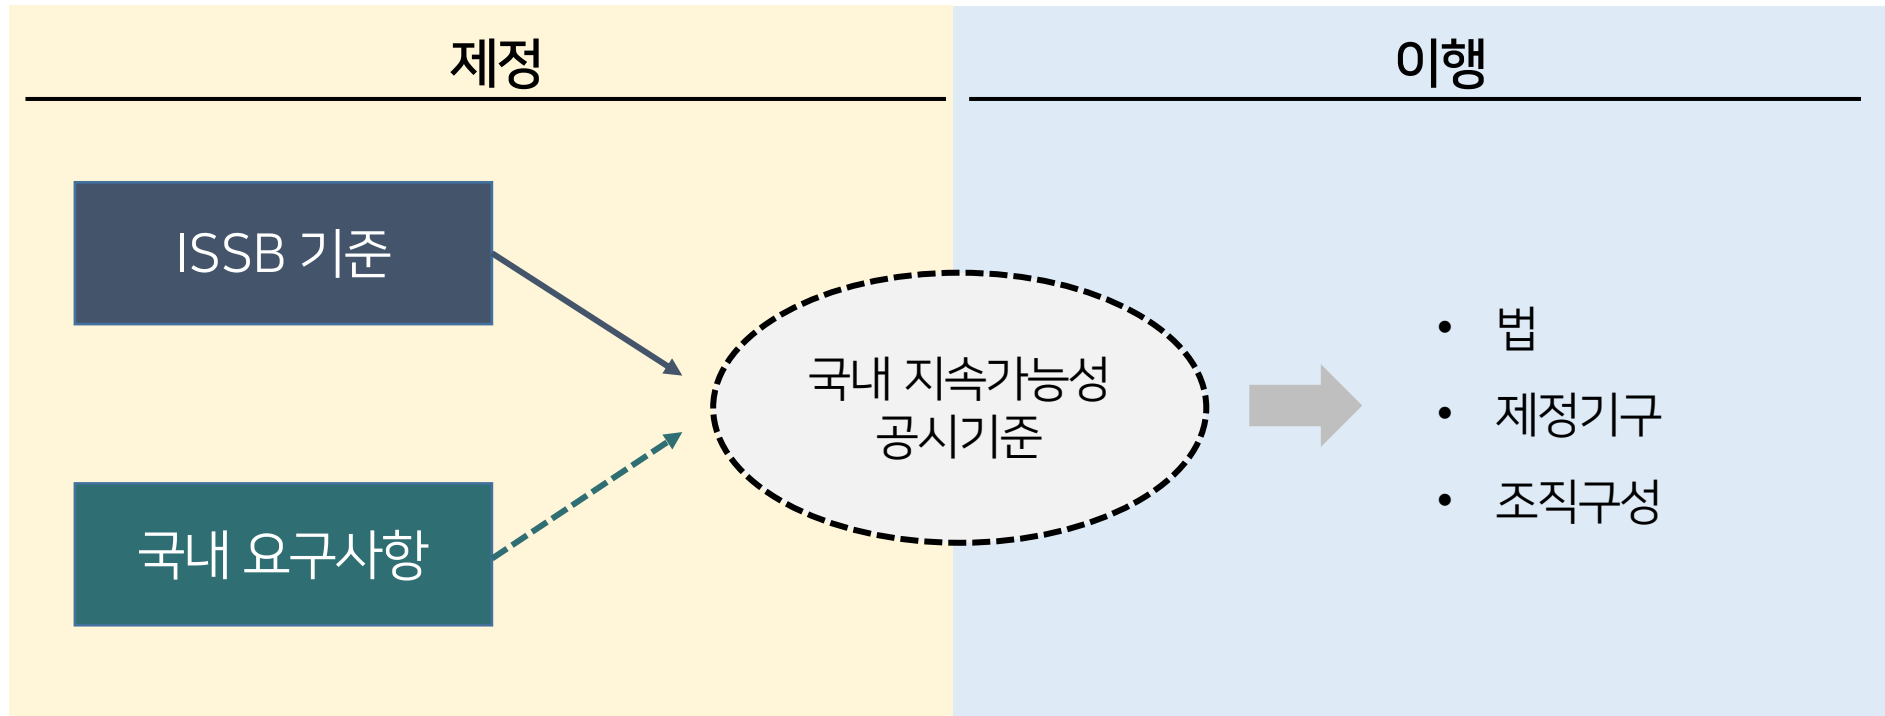 제정
이행
ISSB 기준
국내 요구사항
국내 지속가능성
공시기준
• 법
• 제정기구
• 조직구성